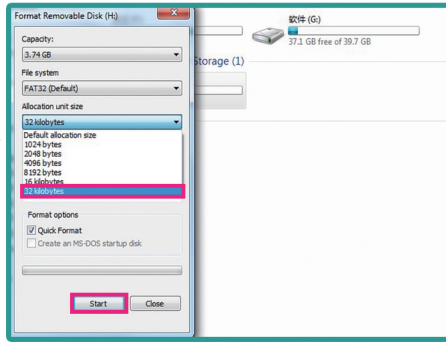 Format Removable Disk (H:)
软件 (G:)
37.1 GB free of 39.7 GB
Storage (1)
Capacity:
3.74 GB
File system
FAT32 (Default)
Allocation unit size
32 kilobytes
Default allocation size
1024 bytes
2048 bytes
4096 bytes
8192 bytes
16 kilobytes
32 kilobytes
Format options
Quick Format
Create an MS-DOS startup disk
Start
Close